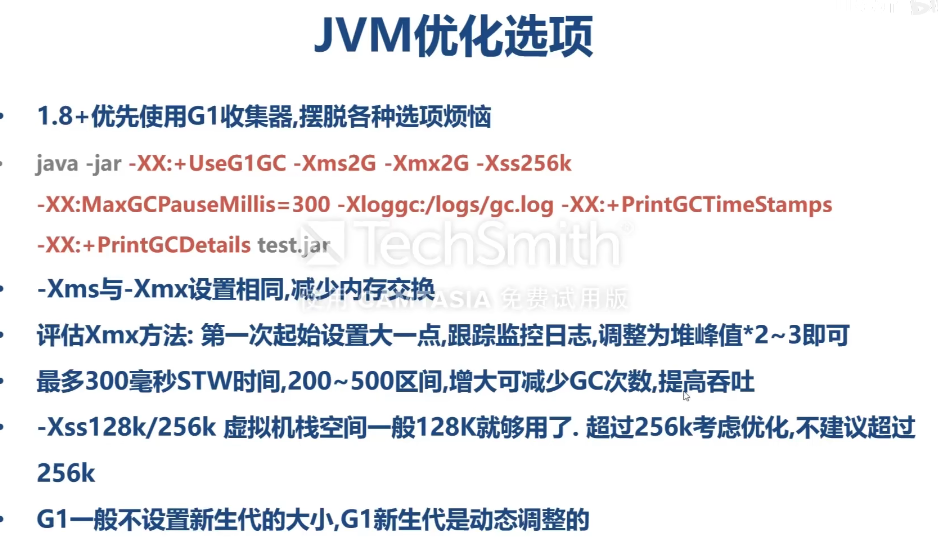 JVM优化选项
• 1.8+优先使用G1收集器,摆脱各种选项烦恼
• java -jar -XX:+UseG1GC -Xms2G -Xmx2G -Xss256k
-XX:MaxGCPauseMillis=300 -Xloggc:/logs/gc.log -XX:+PrintGCTimeStamps
-XX:+PrintGCDetails test.jar
TechSmith
• -Xms与-Xmx设置相同,减少内存交换
使用 CAMTASIA 免费试用版
• 评估Xmx方法: 第一次起始设置大一点,跟踪监控日志,调整为堆峰值*2~3即可
• 最多300毫秒STW时间,200~500区间,增大可减少GC次数,提高吞吐
• -Xss128k/256k 虚拟机栈空间一般128K就够用了. 超过256k考虑优化,不建议超过
256k
• G1一般不设置新生代的大小,G1新生代是动态调整的